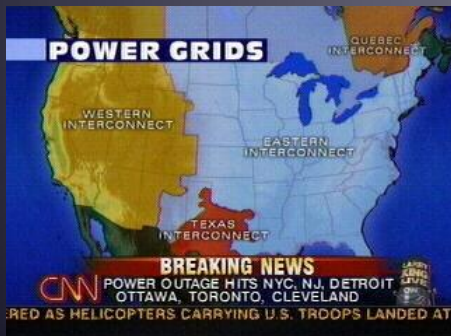 POWER GRIDS
QUEBEC
INTERCONNECT
WESTERN
INTERCONNECT
EASTERN
INTERCONNECT
TEXAS
INTERCONNECT
BREAKING NEWS
CNN
POWER OUTAGE HITS NYC, NJ, DETROIT
OTTAWA, TORONTO, CLEVELAND
LARRY
KING
LIVE
RED AS HELICOPTERS CARRYING U.S. TROOPS LANDED AT